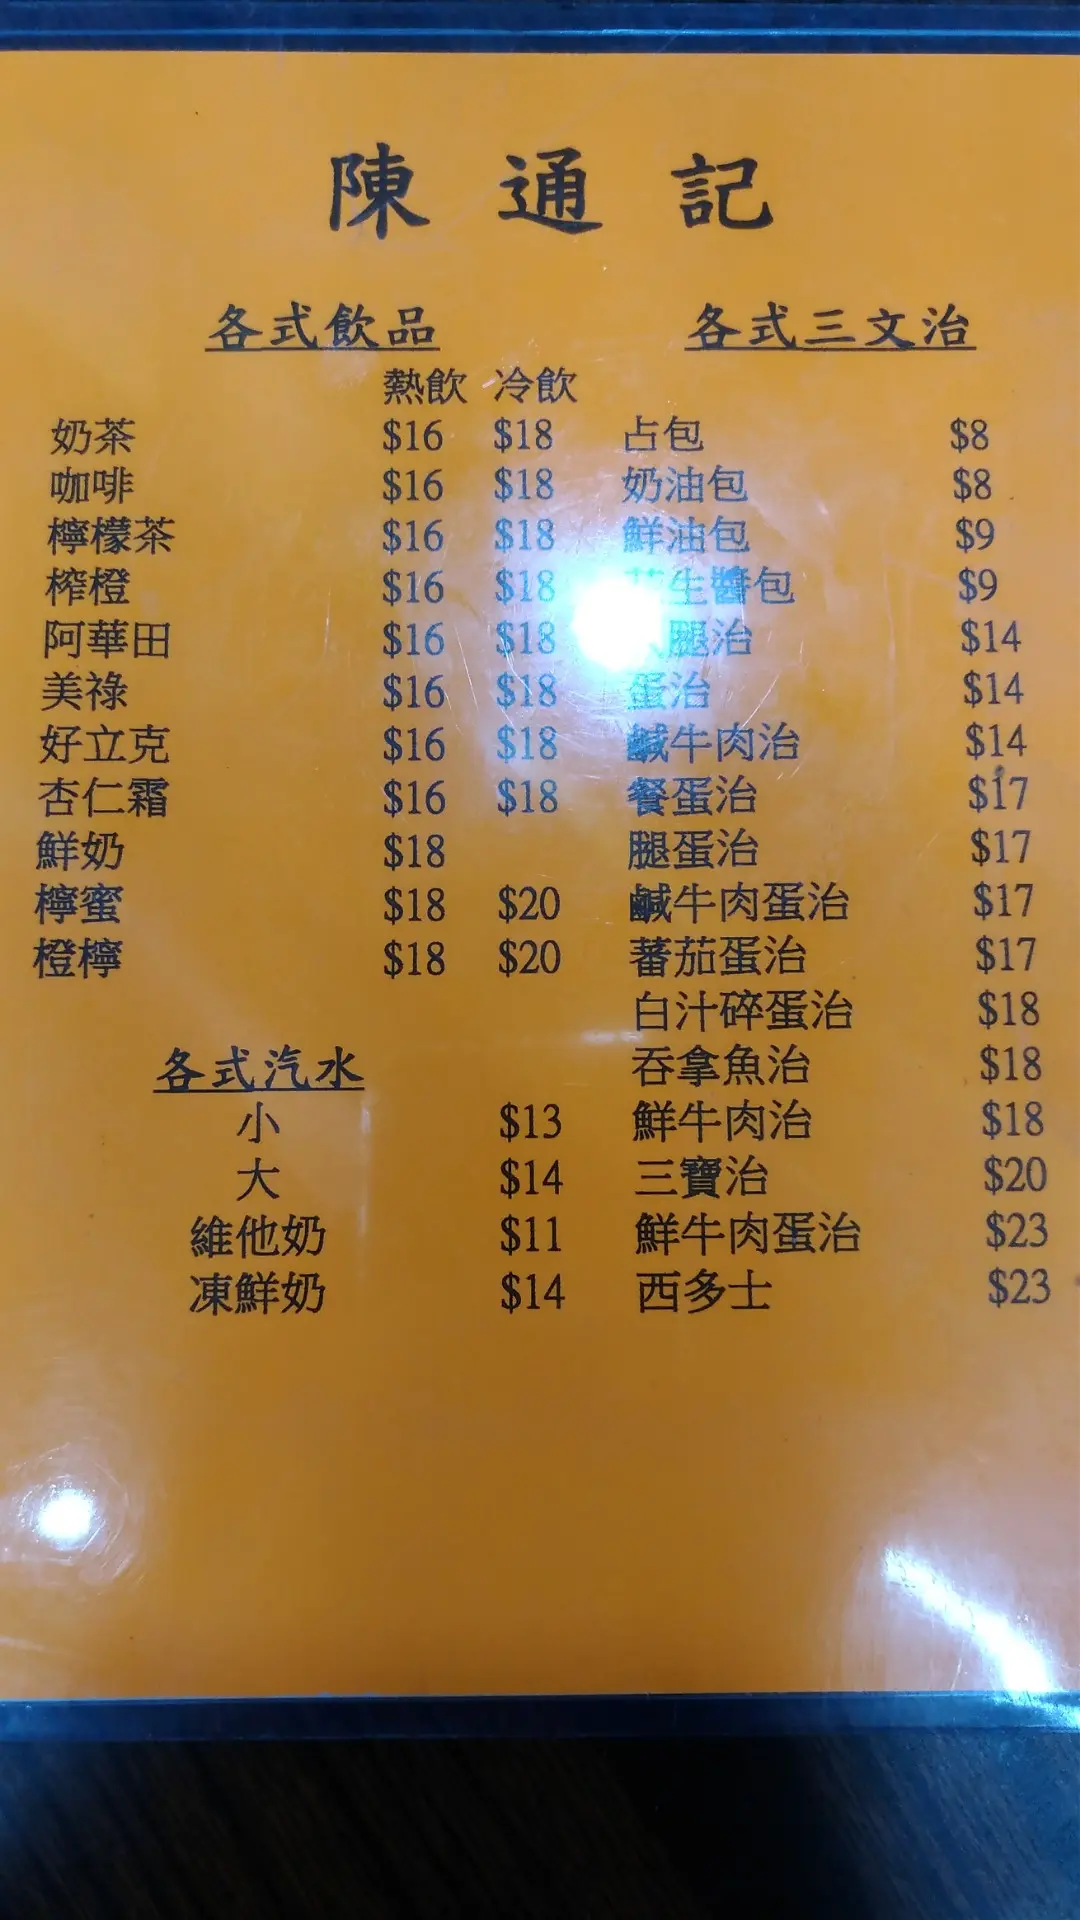 陳通記
各式飲品
熱飲 冷飲
奶茶 $16 $18
咖啡 $16 $18
檸檬茶 $16 $18
榨橙 $16 $18
阿華田 $16 $18
美祿 $16 $18
好立克 $16 $18
杏仁霜 $16 $18
鮮奶 $18
檸蜜 $18 $20
橙檸 $18 $20
各式汽水
小 $13
大 $14
維他奶 $11
凍鮮奶 $14
各式三文治
占包 $8
奶油包 $8
鮮油包 $9
生醬包 $9
腿治 $14
蛋治 $14
鹹牛肉治 $14
餐蛋治 $17
腿蛋治 $17
鹹牛肉蛋治 $17
蕃茄蛋治 $17
白汁碎蛋治 $18
吞拿魚治 $18
鮮牛肉治 $18
三寶治 $20
鮮牛肉蛋治 $23
西多士 $23